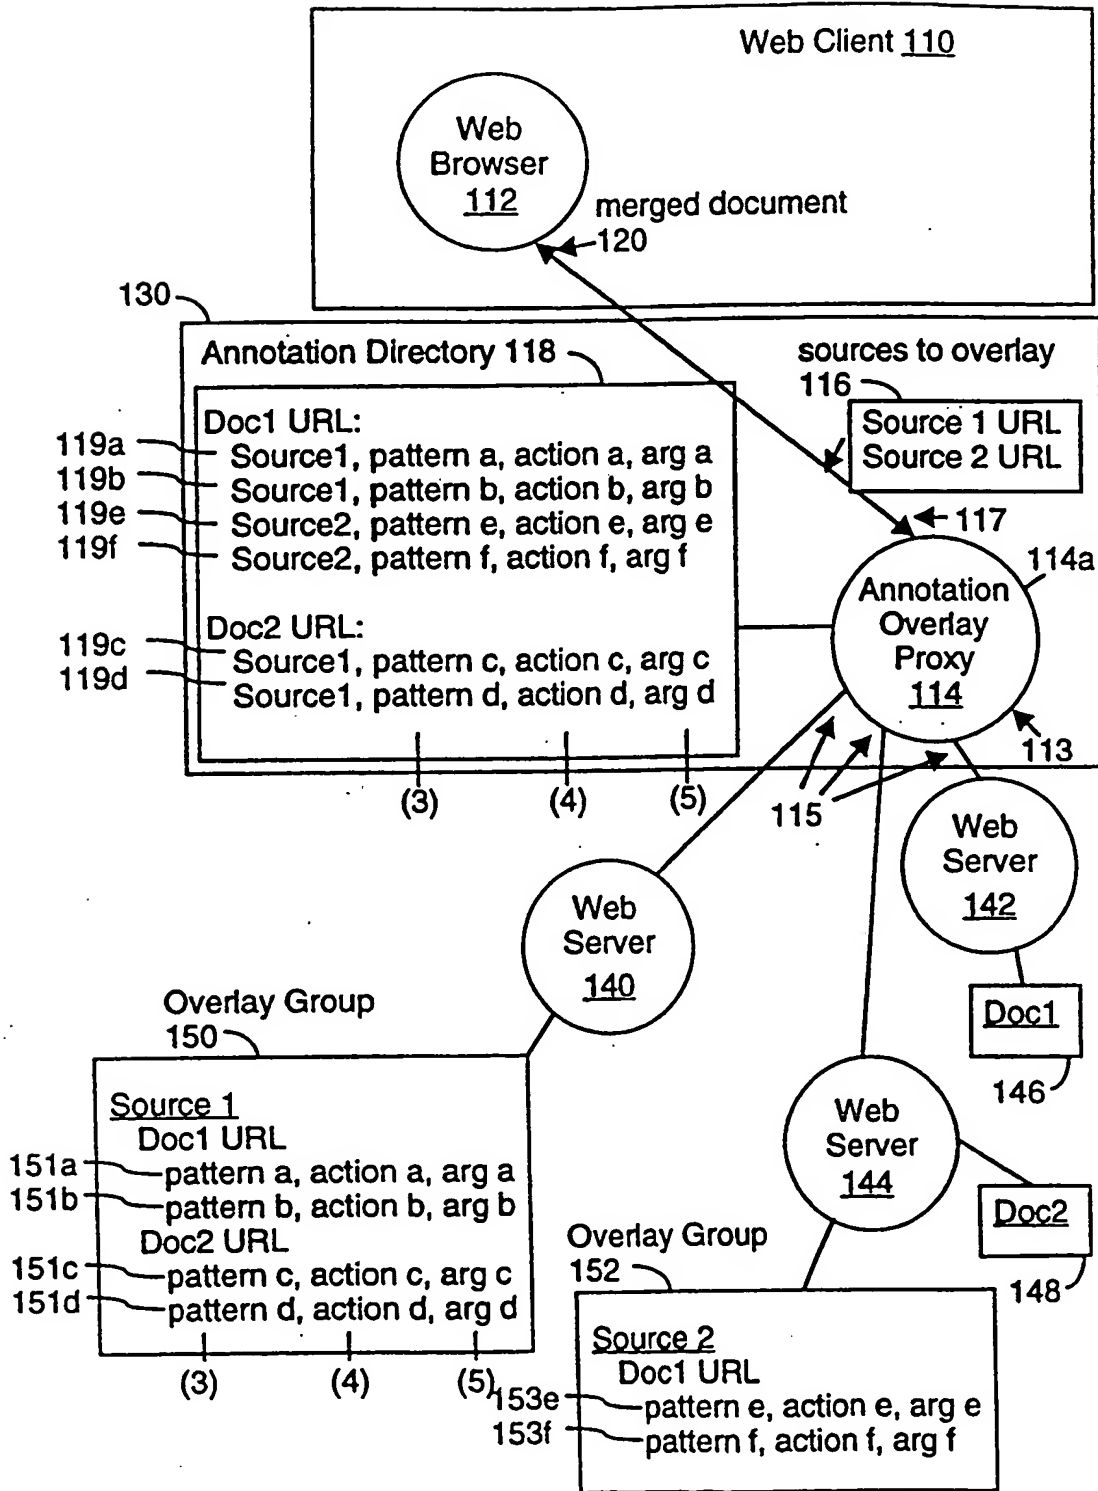 Web Client 110
Web
Browser
112
merged document
120
130
Annotation Directory 118
sources to overlay
116
Source 1 URL
Source 2 URL
Doc1 URL:
119a Source1, pattern a, action a, arg a
119b Source1, pattern b, action b, arg b
119e Source2, pattern e, action e, arg e
119f Source2, pattern f, action f, arg f
Doc2 URL:
119c Source1, pattern c, action c, arg c
119d Source1, pattern d, action d, arg d
(3) (4) (5)
117
114a
Annotation
Overlay
Proxy
114
113
115
Web
Server
142
Doc1
146
Web
Server
140
Overlay Group
150
Source 1
Doc1 URL
151a pattern a, action a, arg a
151b pattern b, action b, arg b
Doc2 URL
151c pattern c, action c, arg c
151d pattern d, action d, arg d
(3) (4) (5)
Web
Server
144
Doc2
148
Overlay Group
152
Source 2
Doc1 URL
153e pattern e, action e, arg e
153f pattern f, action f, arg f